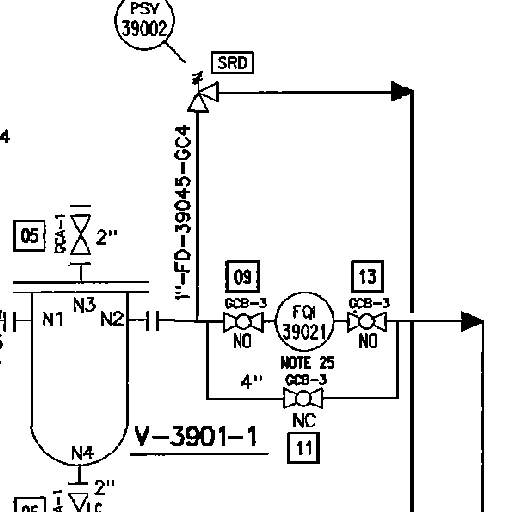 PSV
39002
SRD
4
1"-FD-39045-GC4
05
GCA-1
2"
09
13
GCB-3
GCB-3
N3
N1
N2
FQI
39021
NO
NO
NOTE 25
GCB-3
4"
NC
V-3901-1
11
N4
2"
LC